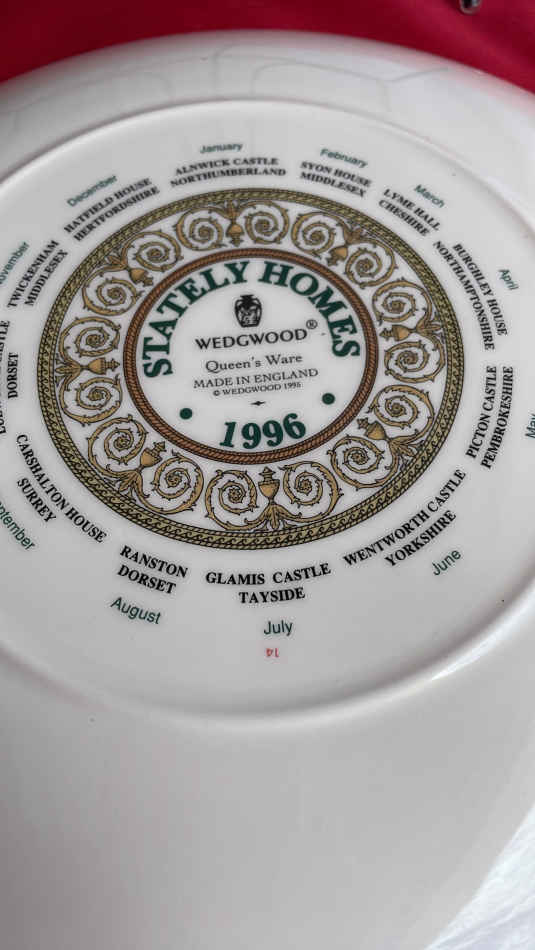 STATELY HOMES
WEDGWOOD®
Queen's Ware
MADE IN ENGLAND
© WEDGWOOD 1995
1996
January
ALNWICK CASTLE
NORTHUMBERLAND
February
SYON HOUSE
MIDDLESEX
March
LYME HALL
CHESHIRE
April
BURGHLEY HOUSE
NORTHAMPTONSHIRE
May
PICTON CASTLE
PEMBROKESHIRE
June
WENTWORTH CASTLE
YORKSHIRE
July
GLAMIS CASTLE
TAYSIDE
August
RANSTON
DORSET
CARSHALTON HOUSE
SURREY
DORSET
TWICKENHAM
MIDDLESEX
December
HATFIELD HOUSE
HERTFORDSHIRE
14